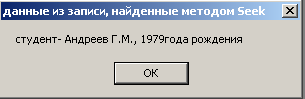 данные из записи, найденные методом Seek
студент- Андреев Г.М., 1979года рождения
OK